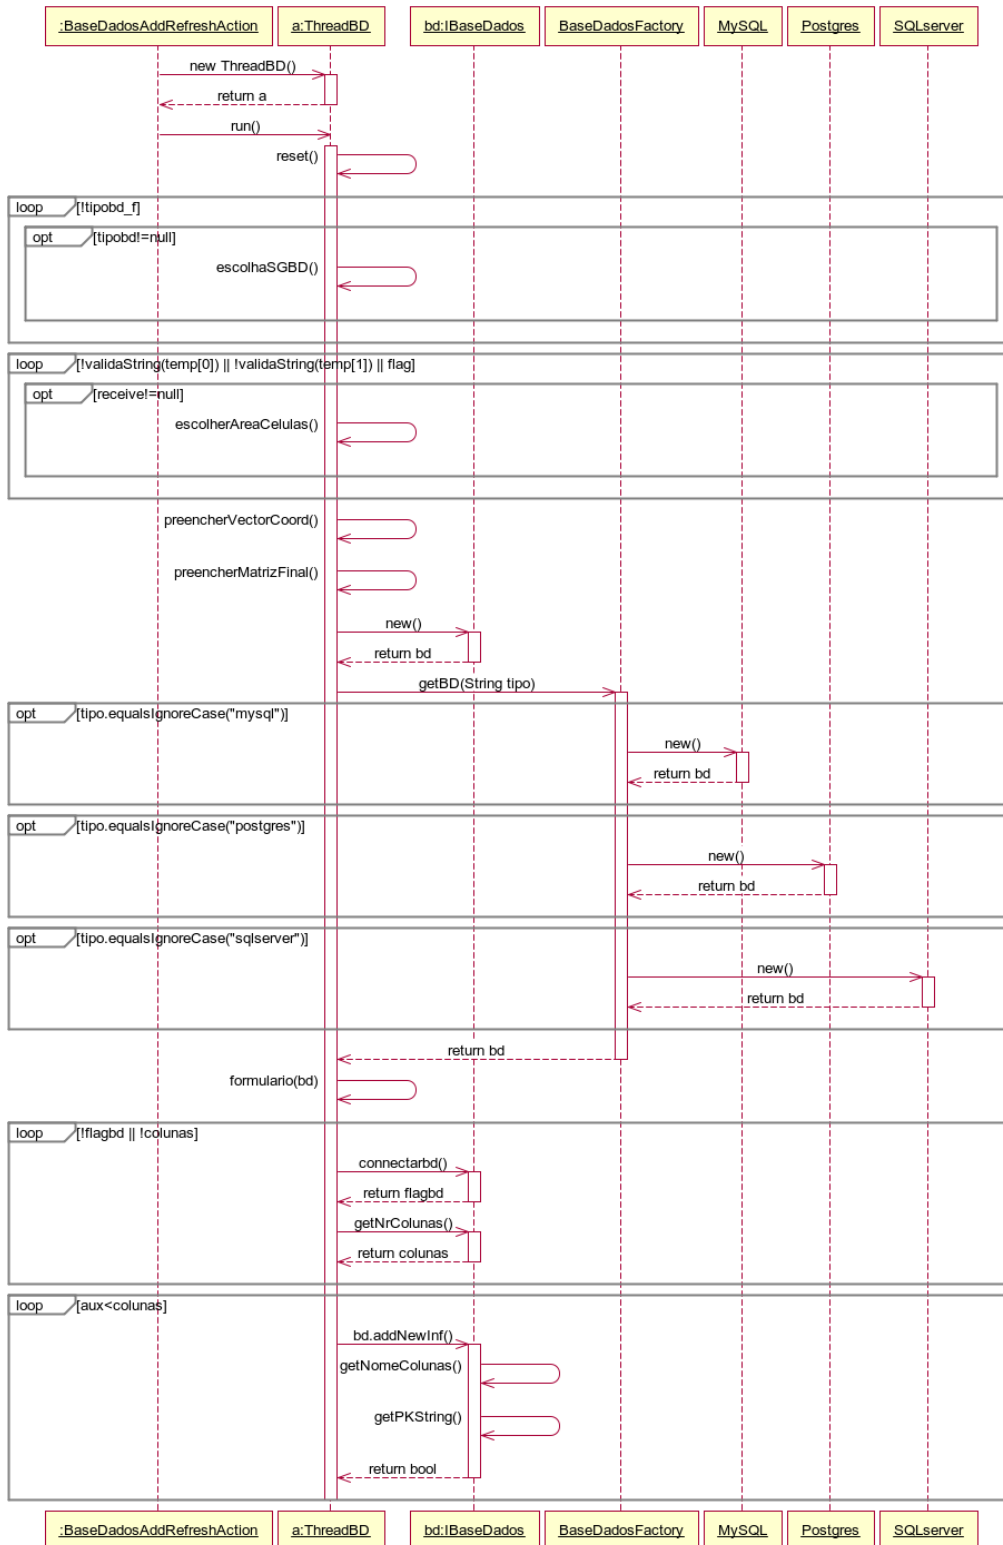 :BaseDadosAddRefreshAction a:ThreadBD bd:IBaseDados BaseDadosFactory MySQL Postgres SQLserver
new ThreadBD()
return a
run()
reset()
loop [!tipobd_f]
opt [tipobd!=null]
escolhaSGBD()
loop [!validaString(temp[0]) || !validaString(temp[1]) || flag]
opt [receive!=null]
escolherAreaCelulas()
preencherVectorCoord()
preencherMatrizFinal()
new()
return bd
getBD(String tipo)
opt [tipo.equalsIgnoreCase("mysql")]
new()
return bd
opt [tipo.equalsIgnoreCase("postgres")]
new()
return bd
opt [tipo.equalsIgnoreCase("sqlserver")]
new()
return bd
return bd
formulario(bd)
loop [!flagbd || !colunas]
connectarbd()
return flagbd
getNrColunas()
return colunas
loop [aux<colunas]
bd.addNewInf()
getNomeColunas()
getPKString()
return bool
:BaseDadosAddRefreshAction a:ThreadBD bd:IBaseDados BaseDadosFactory MySQL Postgres SQLserver